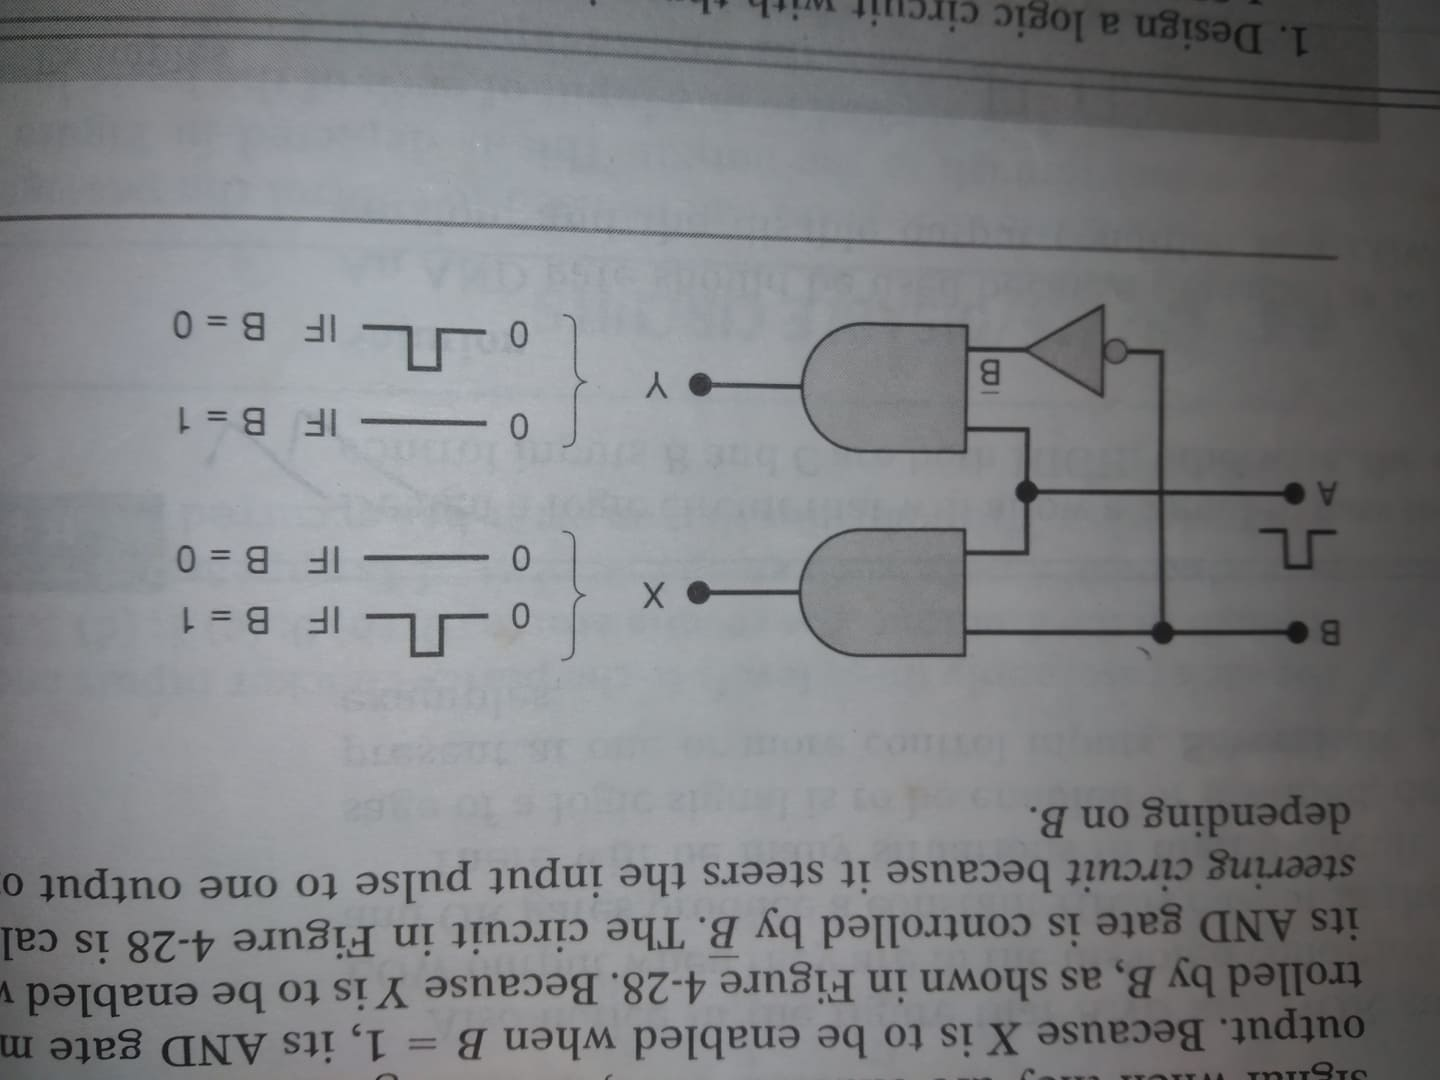 output. Because X is to be enabled when B = 1, its AND gate m
trolled by B, as shown in Figure 4-28. Because Y is to be enabled
its AND gate is controlled by B̅. The circuit in Figure 4-28 is cal
steering circuit because it steers the input pulse to one output o
depending on B.
B
A
B̅
X
0 IF B = 1
0 IF B = 0
Y
0 IF B = 1
0 IF B = 0
1. Design a logic circuit with